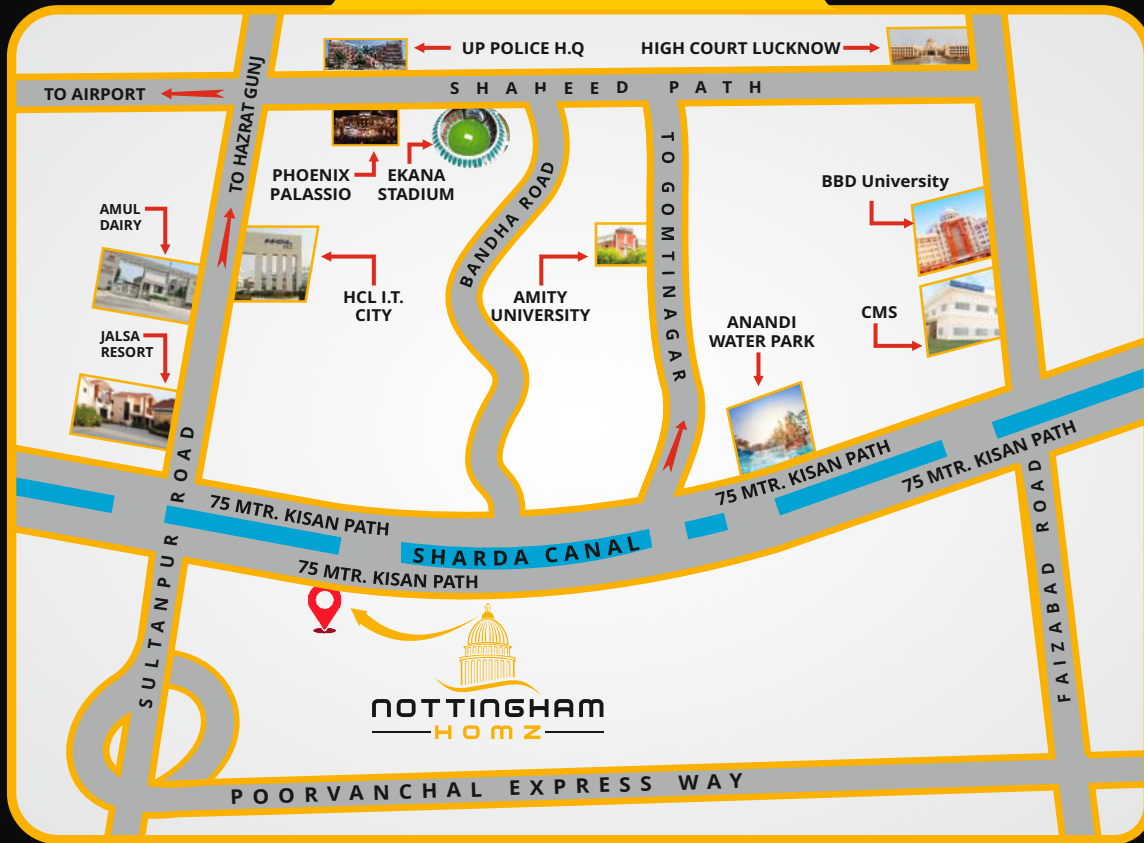 UP POLICE H.Q
HIGH COURT LUCKNOW
TO AIRPORT
SHAHEED PATH
TO HAZRAT GUNJ
PHOENIX
PALASSIO
EKANA
STADIUM
BANDHA ROAD
TO GOMTINAGAR
BBD University
AMUL
DAIRY
HCL I.T.
CITY
AMITY
UNIVERSITY
CMS
ANANDI
WATER PARK
JALSA
RESORT
SULTANPUR ROAD
75 MTR. KISAN PATH
75 MTR. KISAN PATH
75 MTR. KISAN PATH
SHARDA CANAL
75 MTR. KISAN PATH
FAIZABAD ROAD
NOTTINGHAM
HOMZ
POORVANCHAL EXPRESS WAY